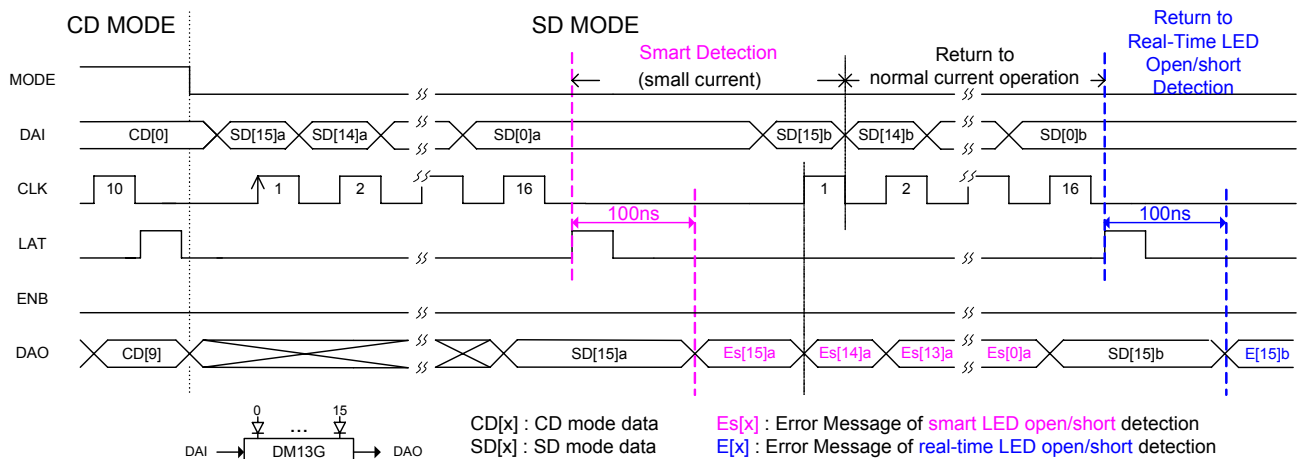 CD MODE
SD MODE
Return to
Real-Time LED
Open/short
Detection
Smart Detection
(small current)
Return to
normal current operation
MODE
DAI
CD[0]
SD[15]a
SD[14]a
SD[0]a
SD[15]b
SD[14]b
SD[0]b
CLK
10
1
2
16
1
2
16
100ns
100ns
LAT
ENB
DAO
CD[9]
SD[15]a
Es[15]a
Es[14]a
Es[13]a
Es[0]a
SD[15]b
E[15]b
0
...
15
DAI
DM13G
DAO
CD[x] : CD mode data
SD[x] : SD mode data
Es[x] : Error Message of smart LED open/short detection
E[x] : Error Message of real-time LED open/short detection